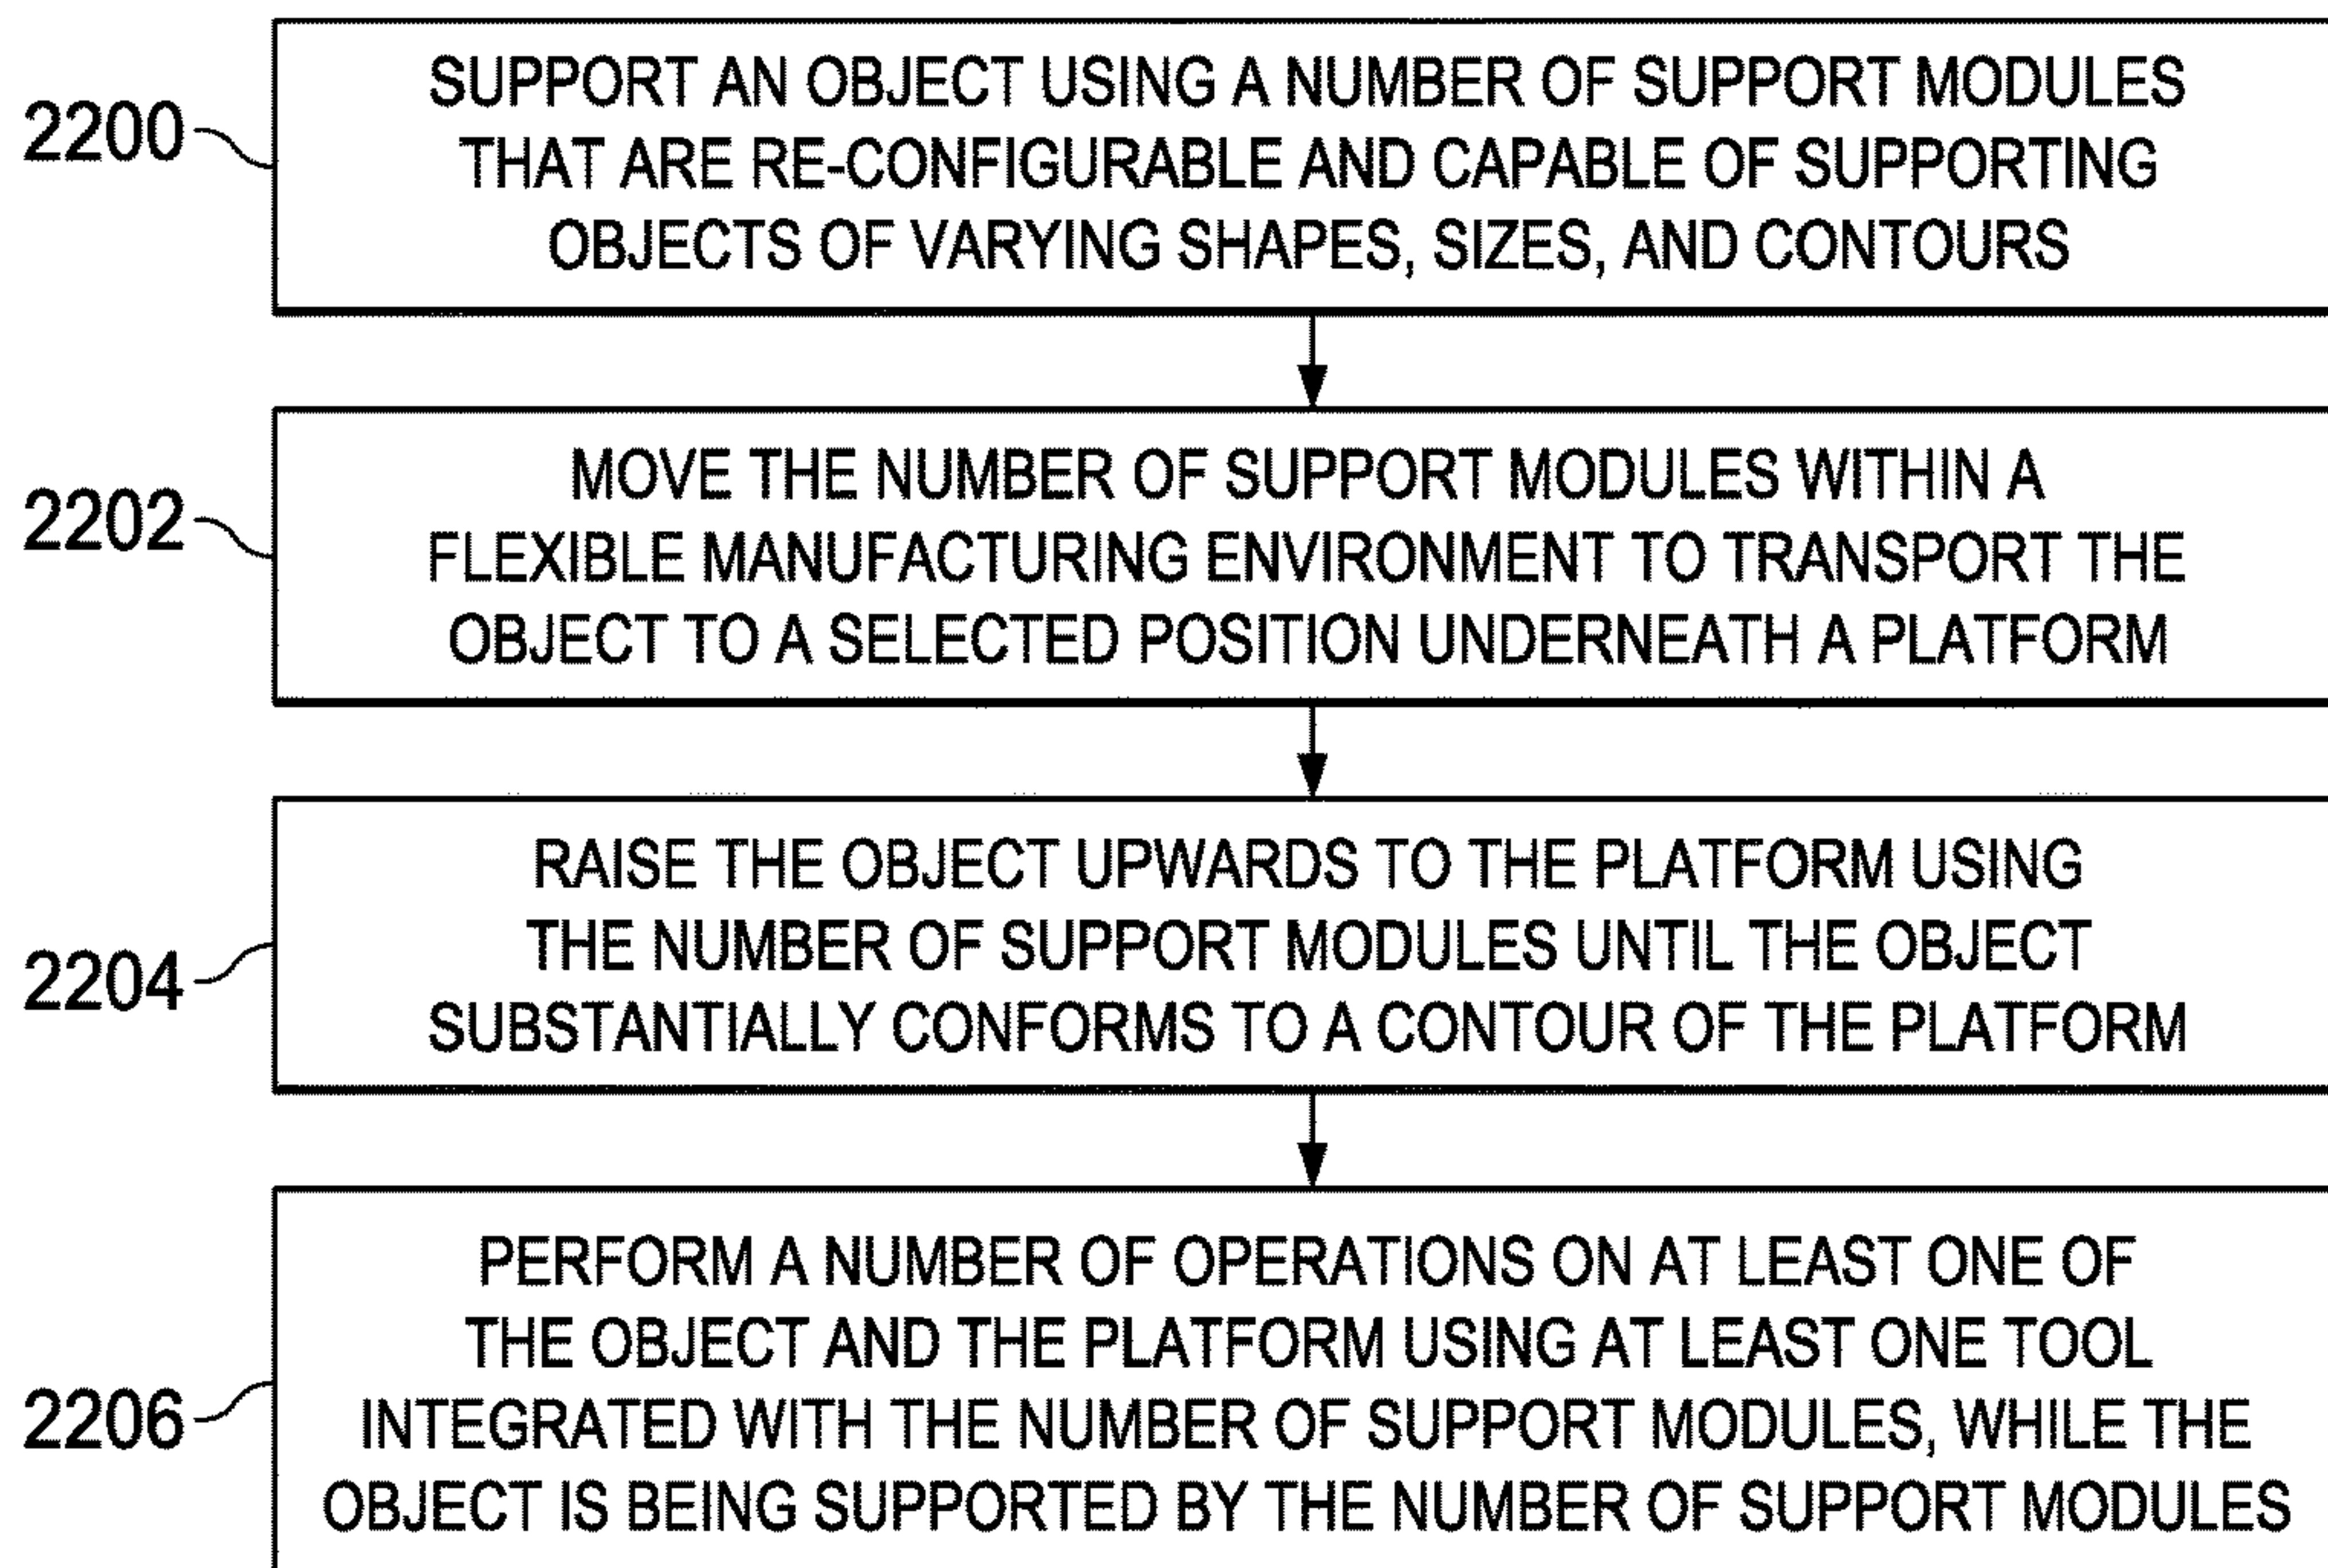 2200
SUPPORT AN OBJECT USING A NUMBER OF SUPPORT MODULES
THAT ARE RE-CONFIGURABLE AND CAPABLE OF SUPPORTING
OBJECTS OF VARYING SHAPES, SIZES, AND CONTOURS
2202
MOVE THE NUMBER OF SUPPORT MODULES WITHIN A
FLEXIBLE MANUFACTURING ENVIRONMENT TO TRANSPORT THE
OBJECT TO A SELECTED POSITION UNDERNEATH A PLATFORM
2204
RAISE THE OBJECT UPWARDS TO THE PLATFORM USING
THE NUMBER OF SUPPORT MODULES UNTIL THE OBJECT
SUBSTANTIALLY CONFORMS TO A CONTOUR OF THE PLATFORM
2206
PERFORM A NUMBER OF OPERATIONS ON AT LEAST ONE OF
THE OBJECT AND THE PLATFORM USING AT LEAST ONE TOOL
INTEGRATED WITH THE NUMBER OF SUPPORT MODULES, WHILE THE
OBJECT IS BEING SUPPORTED BY THE NUMBER OF SUPPORT MODULES